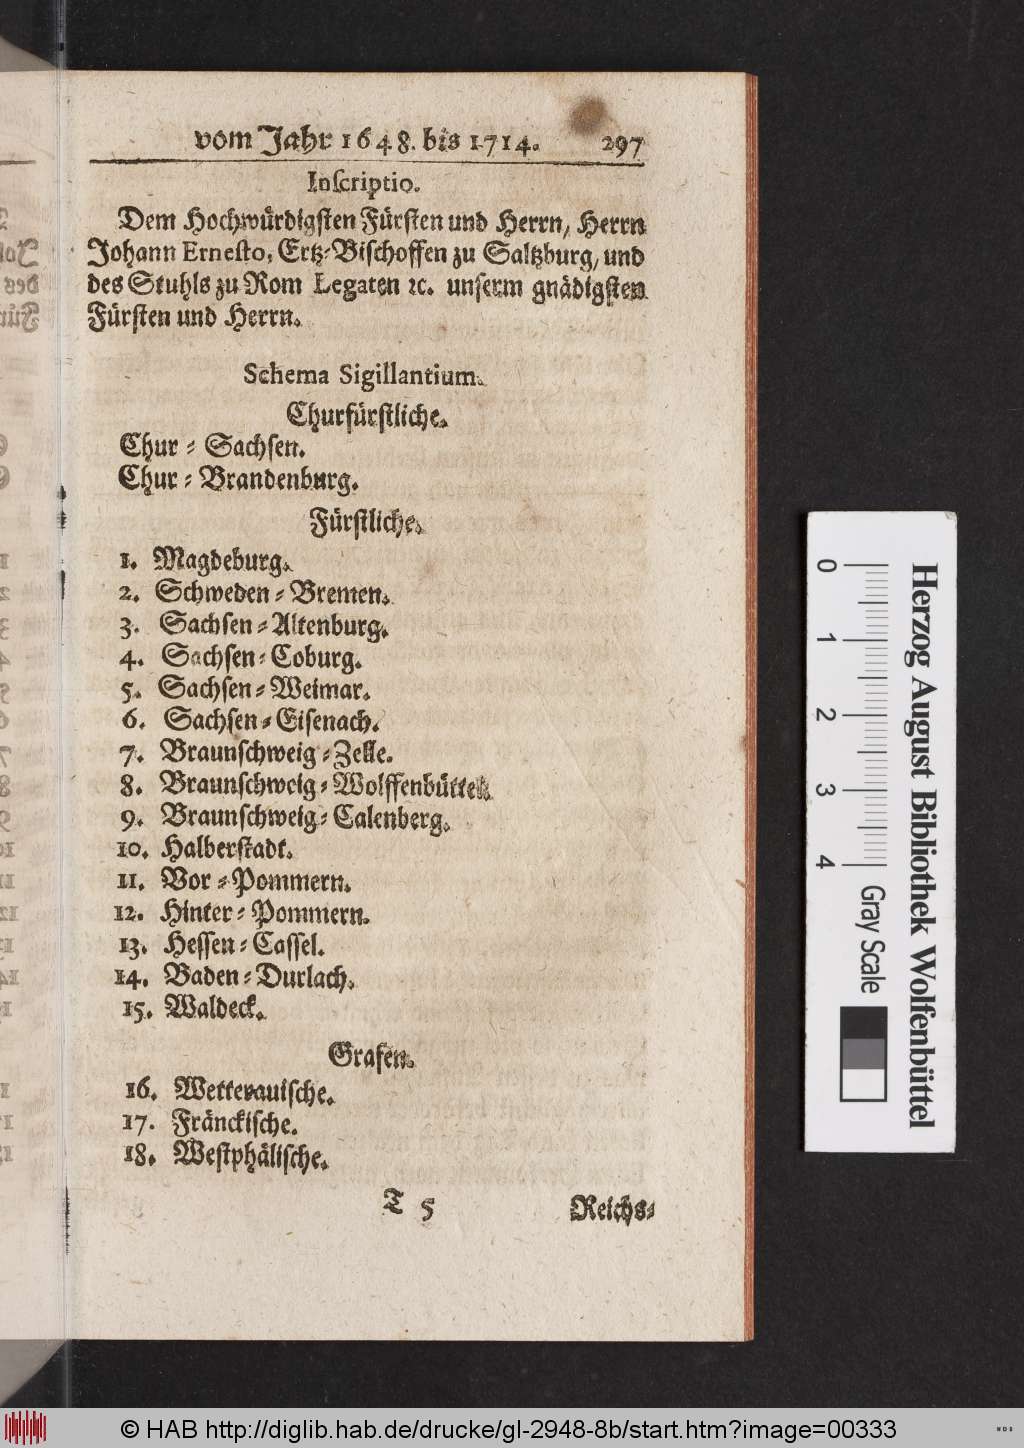 vom Jahr 1648. bis 1714. 297
Inscriptio.
Dem Hochwürdigsten Fürsten und Herrn, Herrn
Johann Ernesto, Ertz-Bischoffen zu Saltzburg, und
des Stuhls zu Rom Legaten ꝛc. unserm gnädigsten
Fürsten und Herrn.
Schema Sigillantium.
Churfürstliche.
Chur-Sachsen.
Chur-Brandenburg.
Fürstliche.
1. Magdeburg.
2. Schweden-Bremen.
3. Sachsen-Altenburg.
4. Sachsen-Coburg.
5. Sachsen-Weimar.
6. Sachsen-Eisenach.
7. Braunschweig-Zelle.
8. Braunschweig-Wolffenbüttel.
9. Braunschweig-Calenberg.
10. Halberstadt.
11. Vor-Pommern.
12. Hinter-Pommern.
13. Hessen-Cassel.
14. Baden-Durlach.
15. Waldeck.
Grafen.
16. Wetterauische.
17. Fränckische.
18. Westphälische.
T 5 Reichs-
0 1 2 3 4 Gray Scale
Herzog August Bibliothek Wolfenbüttel
© HAB http://diglib.hab.de/drucke/gl-2948-8b/start.htm?image=00333